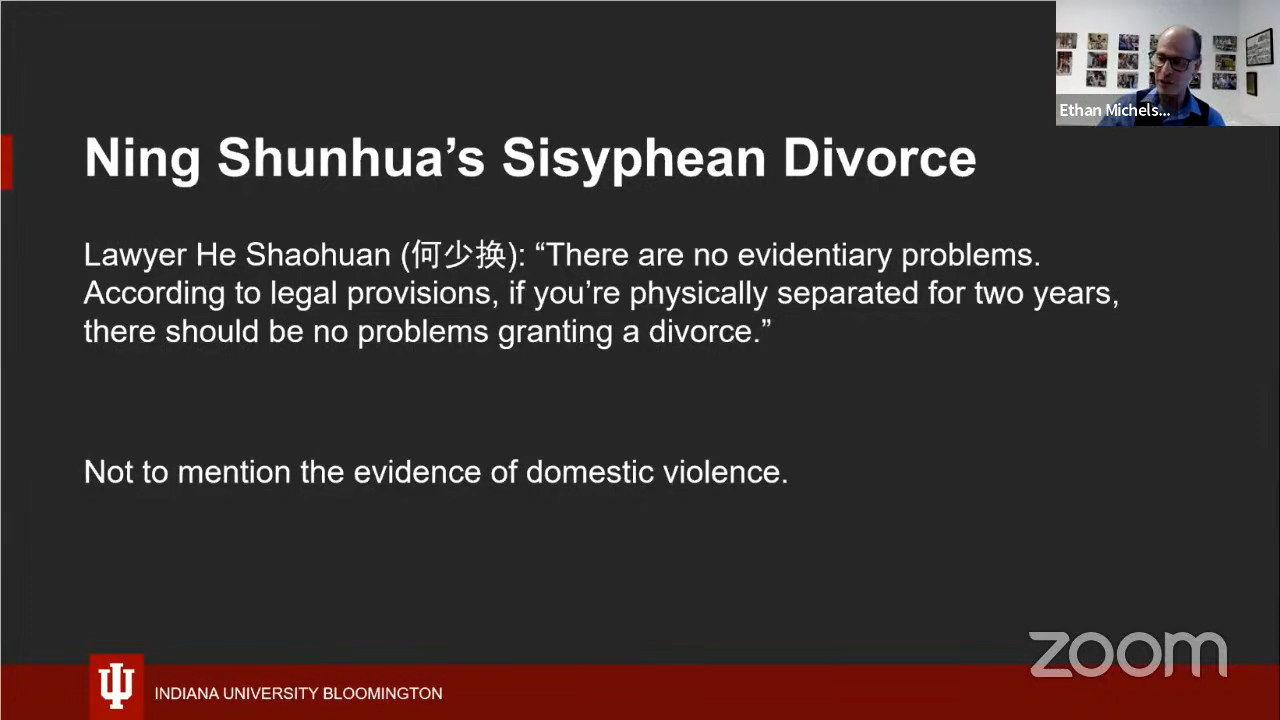 Ethan Michels...
Ning Shunhua’s Sisyphean Divorce
Lawyer He Shaohuan (何少换): “There are no evidentiary problems.
According to legal provisions, if you’re physically separated for two years,
there should be no problems granting a divorce.”
Not to mention the evidence of domestic violence.
zoom
INDIANA UNIVERSITY BLOOMINGTON